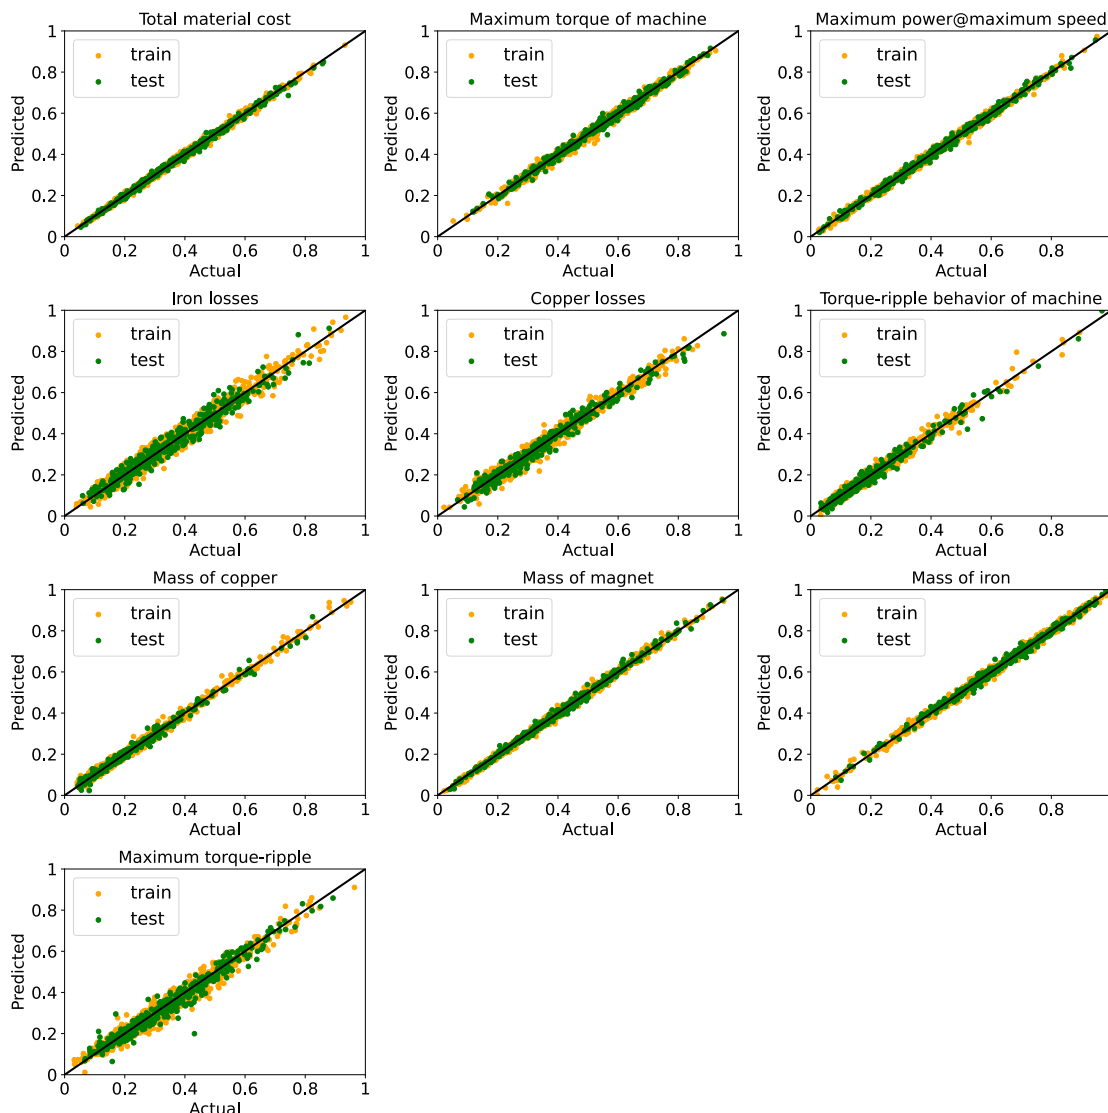 Total material cost
1
0.8
0.6
0.4
0.2
0
Predicted
train
test
0 0.2 0.4 0.6 0.8 1
Actual
Maximum torque of machine
1
0.8
0.6
0.4
0.2
0
Predicted
train
test
0 0.2 0.4 0.6 0.8 1
Actual
Maximum power@maximum speed
1
0.8
0.6
0.4
0.2
0
Predicted
train
test
0 0.2 0.4 0.6 0.8
Actual
Iron losses
1
0.8
0.6
0.4
0.2
0
Predicted
train
test
0 0.2 0.4 0.6 0.8 1
Actual
Copper losses
1
0.8
0.6
0.4
0.2
0
Predicted
train
test
0 0.2 0.4 0.6 0.8 1
Actual
Torque-ripple behavior of machine
1
0.8
0.6
0.4
0.2
0
Predicted
train
test
0 0.2 0.4 0.6 0.8
Actual
Mass of copper
1
0.8
0.6
0.4
0.2
0
Predicted
train
test
0 0.2 0.4 0.6 0.8 1
Actual
Mass of magnet
1
0.8
0.6
0.4
0.2
0
Predicted
train
test
0 0.2 0.4 0.6 0.8 1
Actual
Mass of iron
1
0.8
0.6
0.4
0.2
0
Predicted
train
test
0 0.2 0.4 0.6 0.8
Actual
Maximum torque-ripple
1
0.8
0.6
0.4
0.2
0
Predicted
train
test
0 0.2 0.4 0.6 0.8 1
Actual